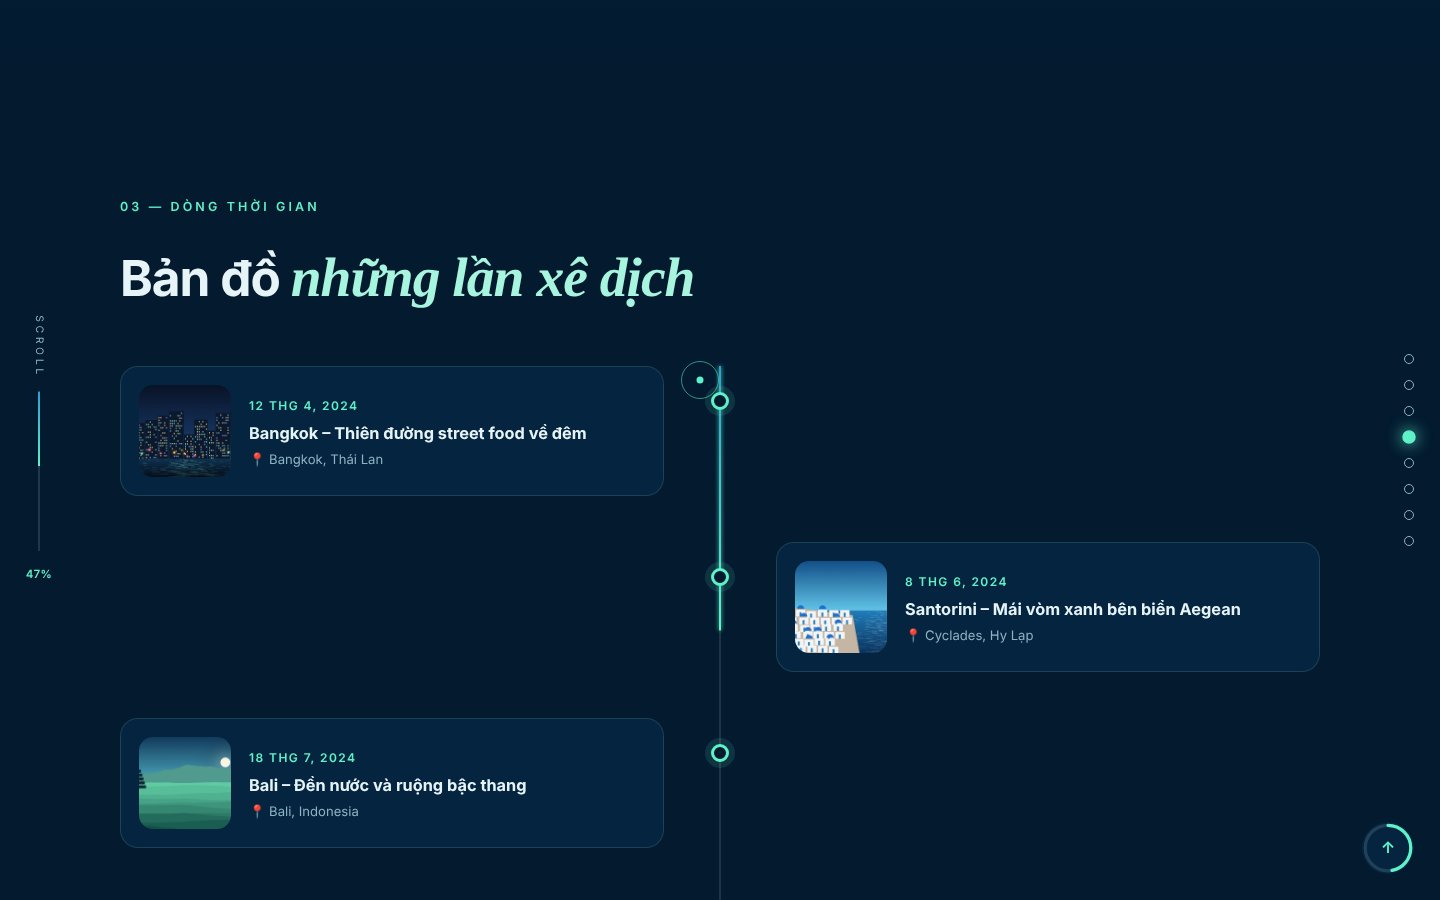 03 — DÒNG THỜI GIAN
Bản đồ những lần xê dịch
SCROLL
47%
12 THG 4, 2024
Bangkok – Thiên đường street food về đêm
Bangkok, Thái Lan
8 THG 6, 2024
Santorini – Mái vòm xanh bên biển Aegean
Cyclades, Hy Lạp
18 THG 7, 2024
Bali – Đền nước và ruộng bậc thang
Bali, Indonesia